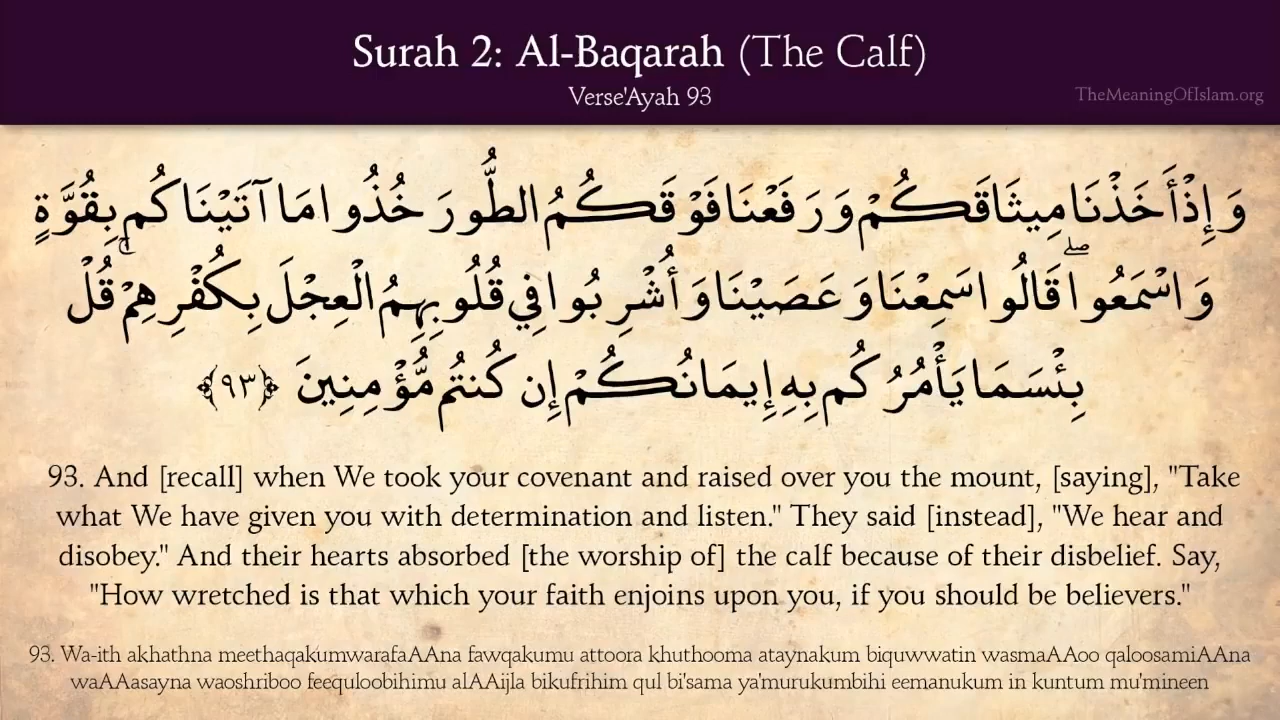 Surah 2: Al-Baqarah (The Calf)
Verse'Ayah 93
TheMeaningOfIslam.org
وَإِذْ أَخَذْنَا مِيثَاقَكُمْ وَرَفَعْنَا فَوْقَكُمُ الطُّورَ خُذُوا مَا آتَيْنَاكُم بِقُوَّةٍ
وَاسْمَعُوا ۖ قَالُوا سَمِعْنَا وَعَصَيْنَا وَأُشْرِبُوا فِي قُلُوبِهِمُ الْعِجْلَ بِكُفْرِهِمْ ۚ قُلْ
بِئْسَمَا يَأْمُرُكُم بِهِ إِيمَانُكُمْ إِن كُنتُم مُّؤْمِنِينَ ﴿٩٣﴾
93. And [recall] when We took your covenant and raised over you the mount, [saying], "Take
what We have given you with determination and listen." They said [instead], "We hear and
disobey." And their hearts absorbed [the worship of] the calf because of their disbelief. Say,
"How wretched is that which your faith enjoins upon you, if you should be believers."
93. Wa-ith akhathna meethaqakumwarafaAAna fawqakumu attoora khuthooma ataynakum biquwwatin wasmaAAoo qaloosamiAAna
waAAasayna waoshriboo feequloobihimu alAAijla bikufrihim qul bi'sama ya'murukumbihi eemanukum in kuntum mu'mineen